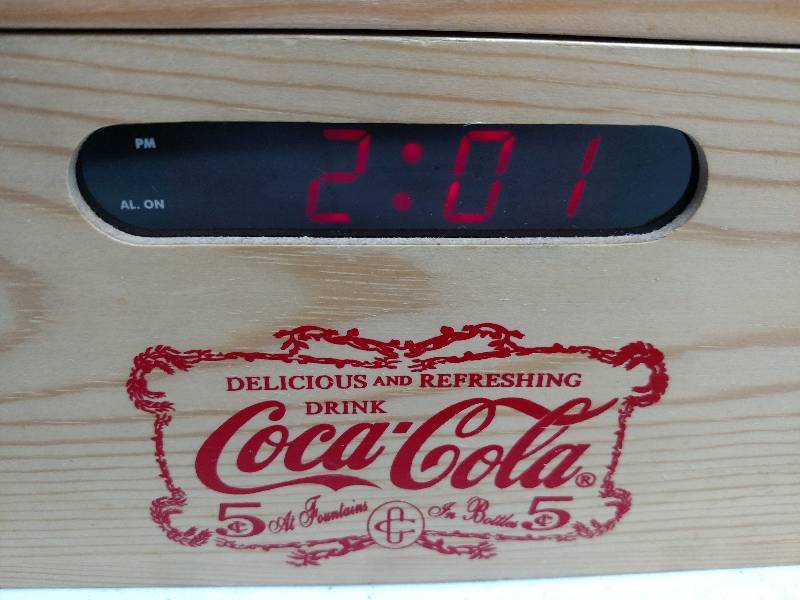 PM
2:01
AL. ON
DELICIOUS AND REFRESHING
DRINK
Coca-Cola®
5¢ At Fountains In Bottles 5¢